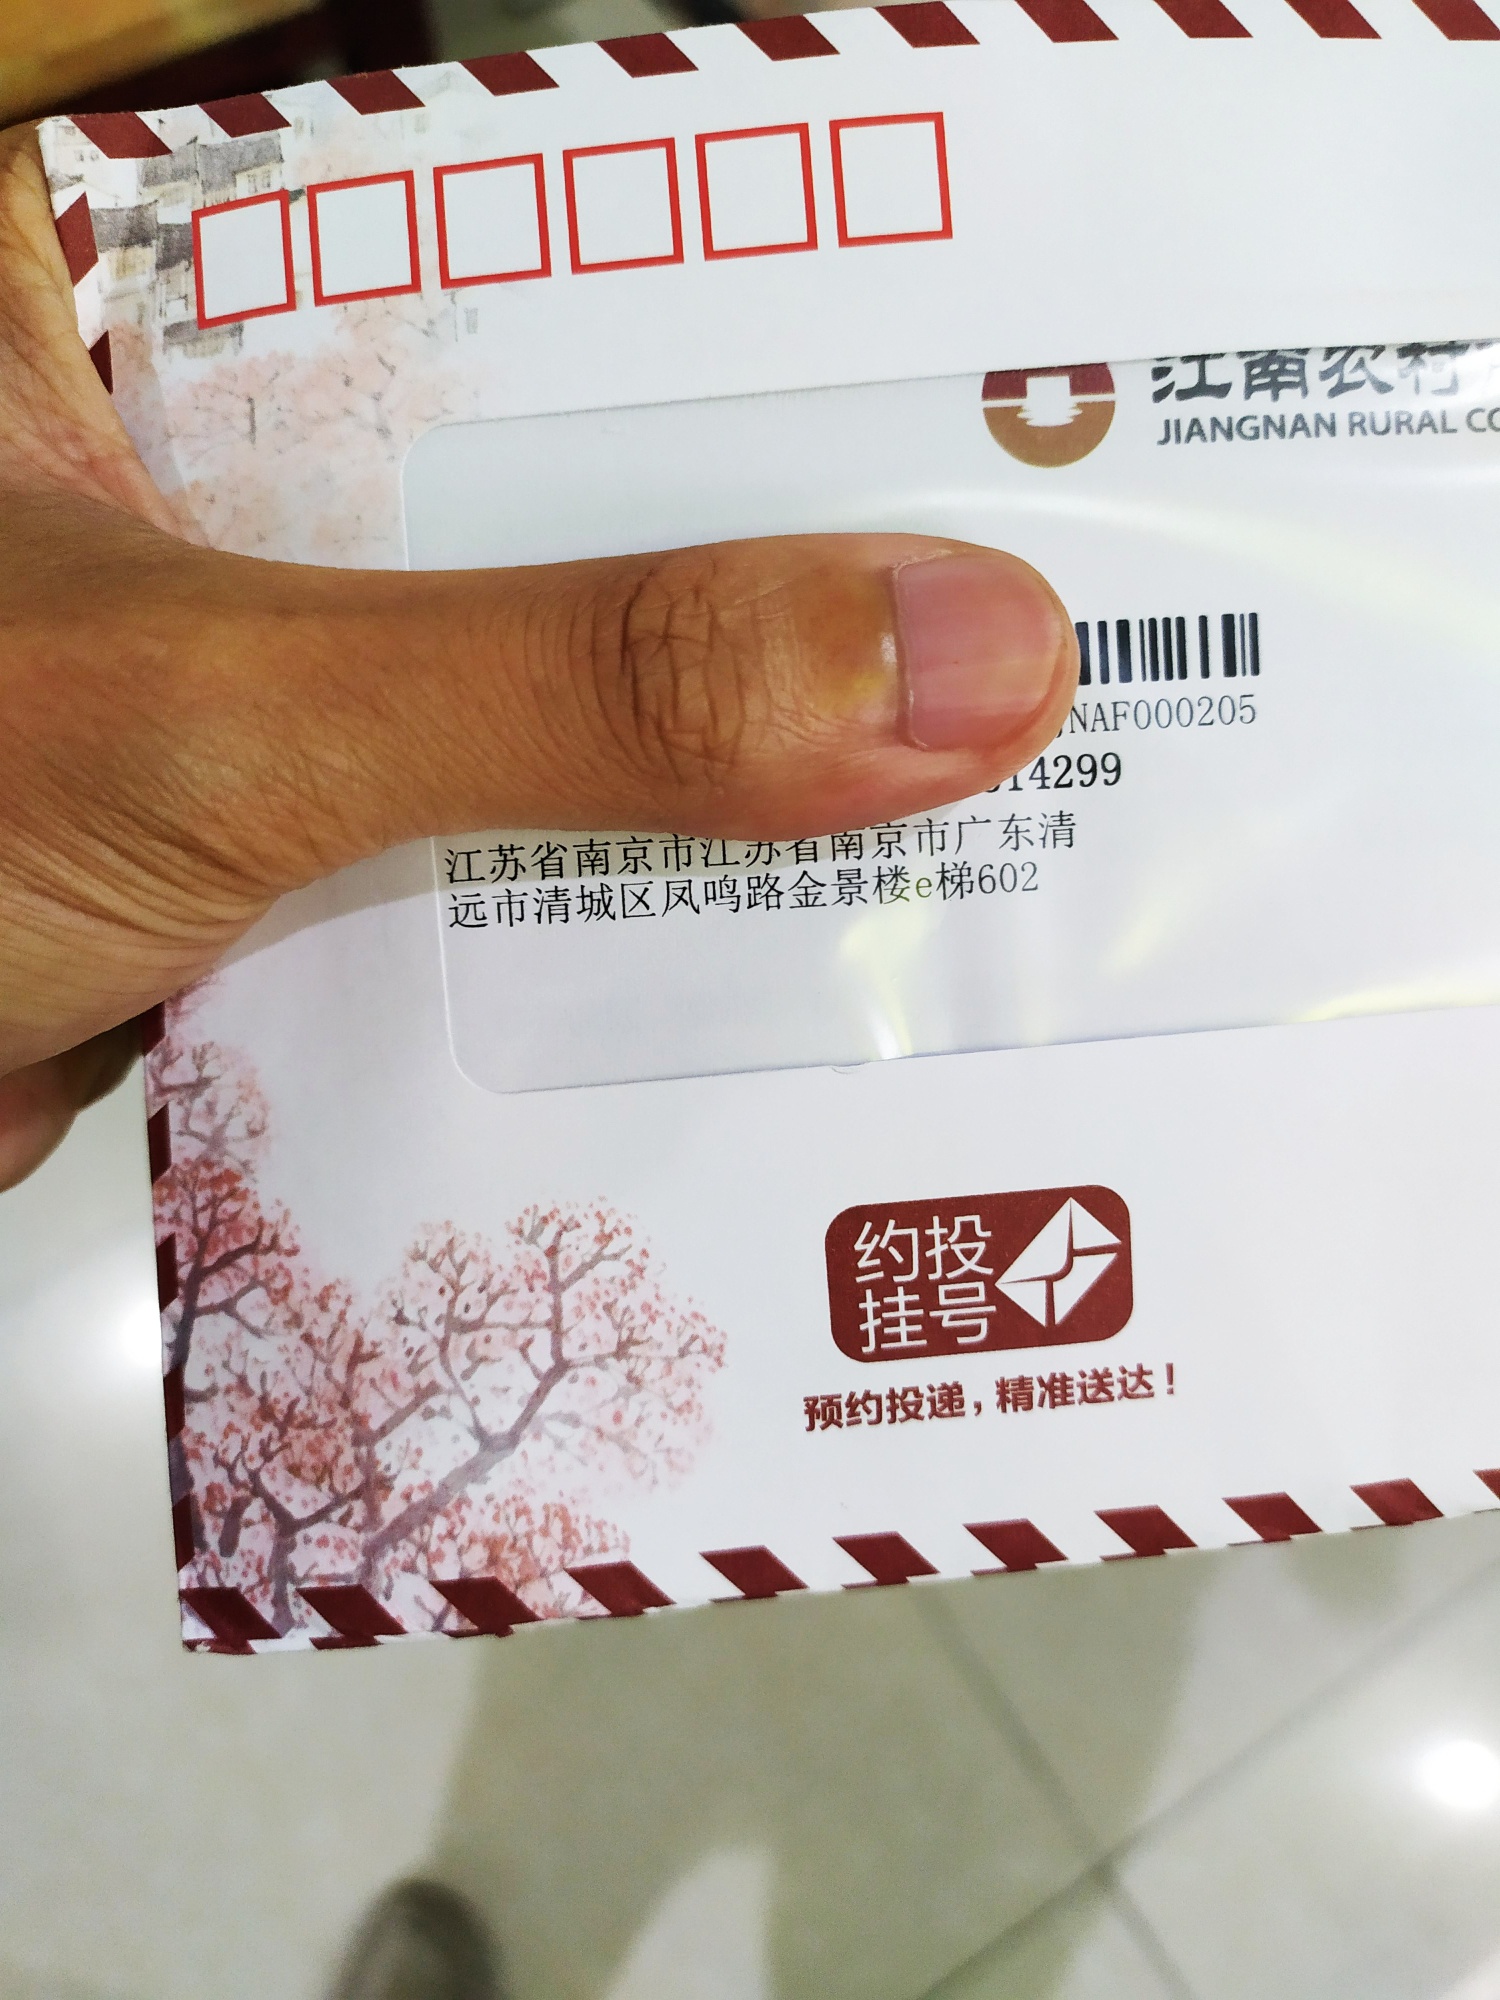 江南农村
JIANGNAN RURAL CO
NAF000205
14299
江苏省南京市江苏省南京市广东清
远市清城区凤鸣路金景楼e梯602
约投
挂号
预约投递，精准送达！